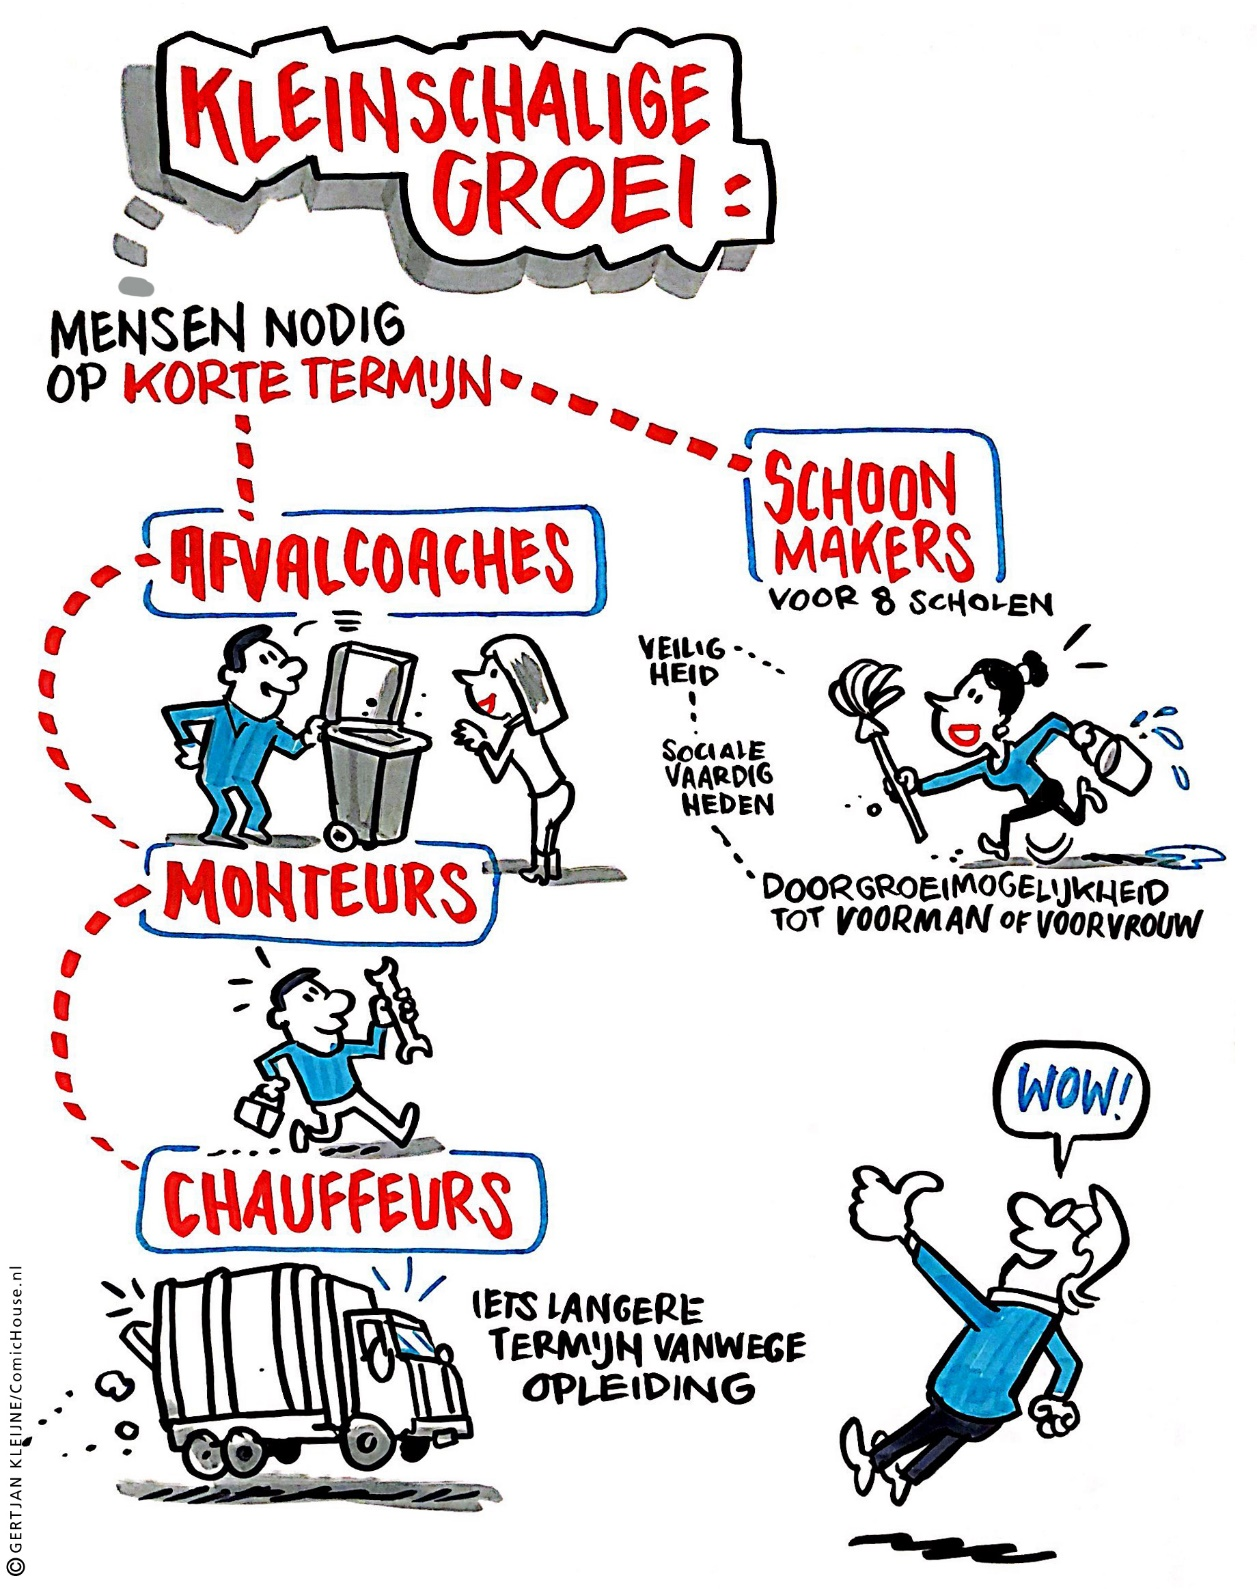 KLEINSCHALIGE
GROEI =
MENSEN NODIG
OP KORTE TERMIJN
AFVALCOACHES
MONTEURS
CHAUFFEURS
IETS LANGERE
TERMIJN VANWEGE
OPLEIDING
SCHOON
MAKERS
VOOR 8 SCHOLEN
VEILIG
HEID
SOCIALE
VAARDIG
HEDEN
DOORGROEIMOGELIJKHEID
TOT VOORMAN OF VOORVROUW
WOW!
© GERTJAN KLEIJNE/ComicHouse.nl